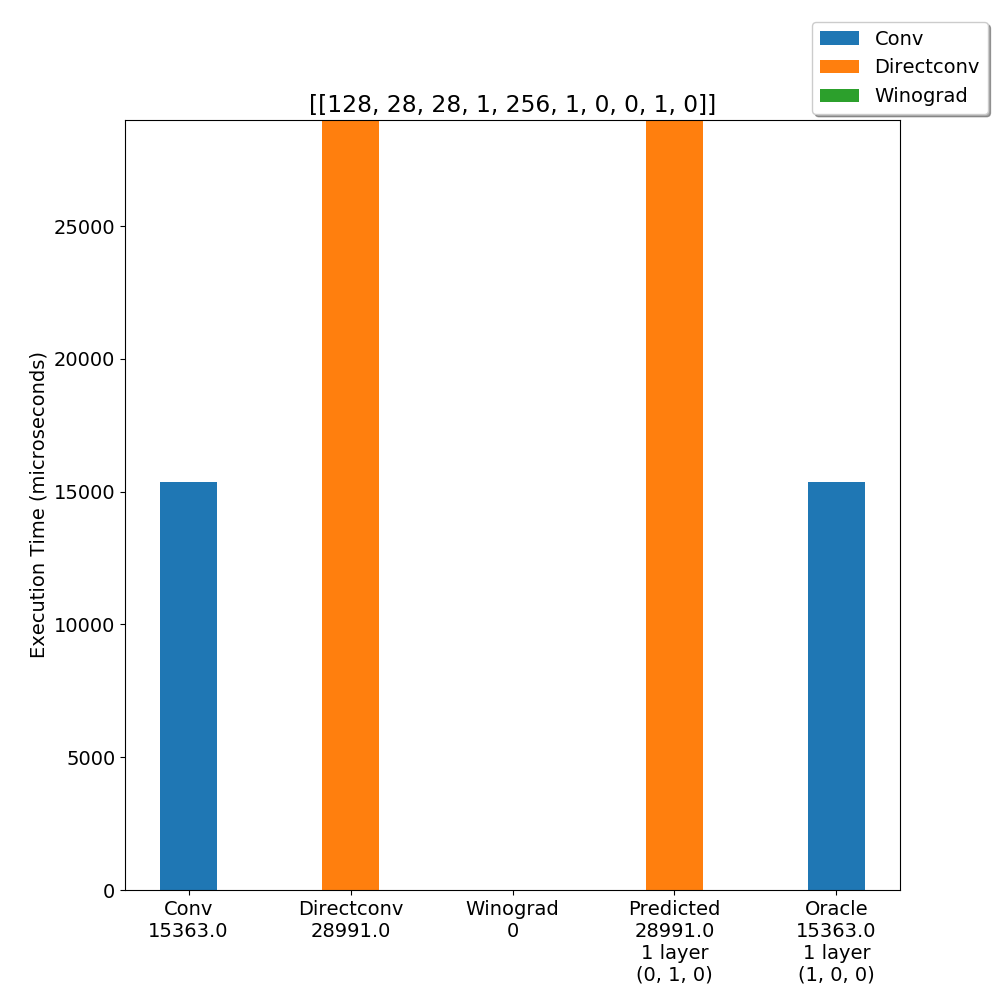 Conv
Directconv
Winograd
[[128, 28, 28, 1, 256, 1, 0, 0, 1, 0]]
Execution Time (microseconds)
25000
20000
15000
10000
5000
0
Conv
15363.0
Directconv
28991.0
Winograd
0
Predicted
28991.0
1 layer
(0, 1, 0)
Oracle
15363.0
1 layer
(1, 0, 0)